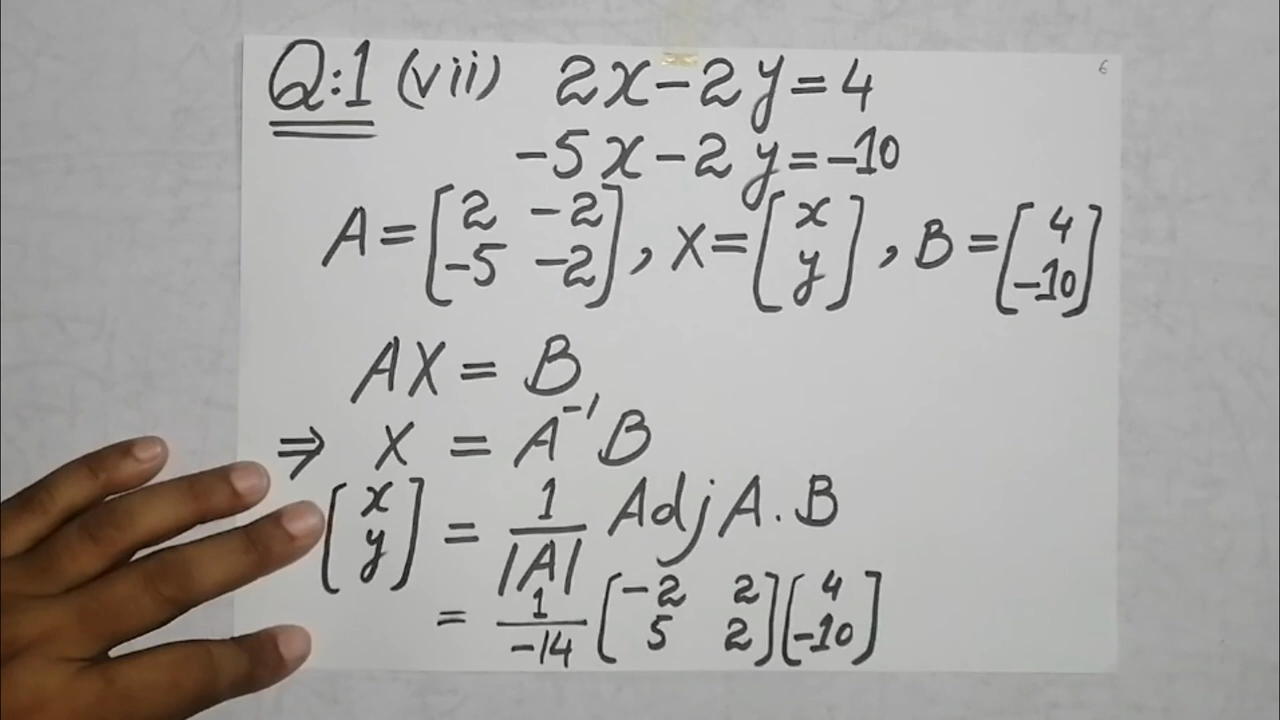 6
Q:1 (vii) 2x-2y=4
-5x-2y=-10
A=[2 -2
-5 -2], X=[x
y], B=[4
-10]
AX = B
⇒ X = A⁻¹B
[x
y] = 1/|A| Adj A . B
= 1/-14 [-2 2
5 2][4
-10]